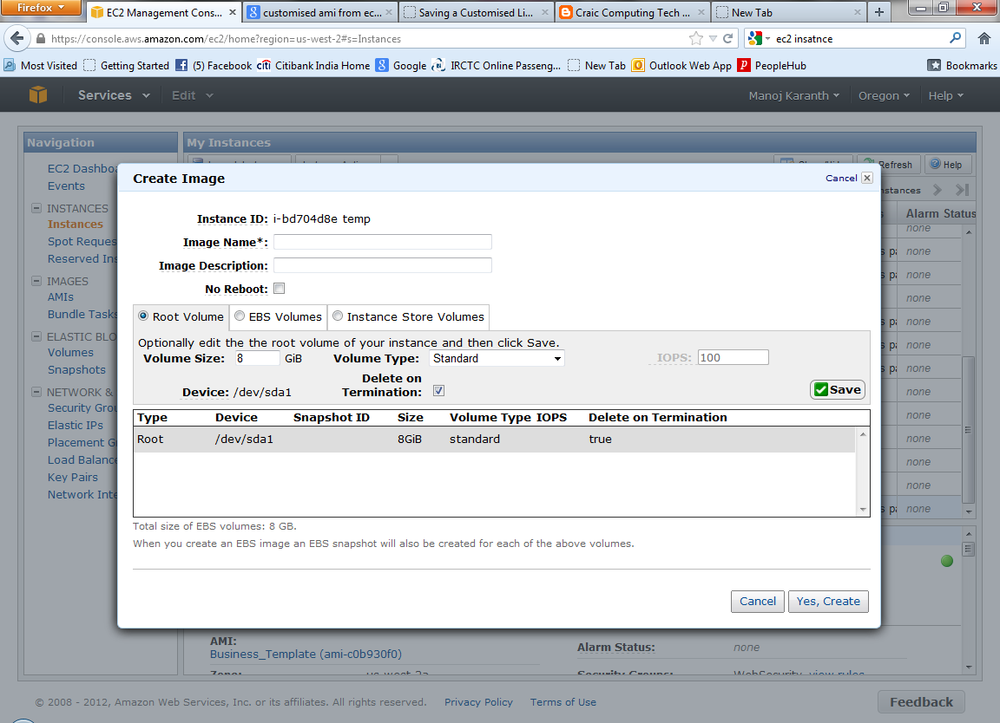 Firefox
EC2 Management Cons...
customised ami from ec...
Saving a Customised Li...
Craic Computing Tech ...
New Tab
https://console.aws.amazon.com/ec2/home?region=us-west-2#s=Instances
ec2 insatnce
Most Visited Getting Started (5) Facebook Citibank India Home Google IRCTC Online Passeng... New Tab Outlook Web App PeopleHub Bookmarks
Services Edit Manoj Karanth Oregon Help
Navigation
My Instances
EC2 Dashbo
Refresh Help
Events
nstances
INSTANCES
Alarm Status
Instances
none
Spot Reques
none
Reserved Ins
none
IMAGES
none
AMIs
none
Bundle Tasks
none
ELASTIC BLO
none
Volumes
none
Snapshots
none
NETWORK &
none
Security Grou
none
Elastic IPs
none
Placement G
none
Load Balance
Key Pairs
Network Inte
Create Image Cancel
Instance ID: i-bd704d8e temp
Image Name*:
Image Description:
No Reboot:
Root Volume EBS Volumes Instance Store Volumes
Optionally edit the the root volume of your instance and then click Save.
Volume Size: 8 GiB Volume Type: Standard IOPS: 100
Device: /dev/sda1 Delete on Termination: Save
Type Device Snapshot ID Size Volume Type IOPS Delete on Termination
Root /dev/sda1 8GiB standard true
Total size of EBS volumes: 8 GB.
When you create an EBS image an EBS snapshot will also be created for each of the above volumes.
Cancel Yes, Create
AMI:
Business_Template (ami-c0b930f0)
Alarm Status: none
Zone: us-west-2a
Security Groups: WebSecurity. view rules
© 2008 - 2012, Amazon Web Services, Inc. or its affiliates. All rights reserved. Privacy Policy Terms of Use
Feedback